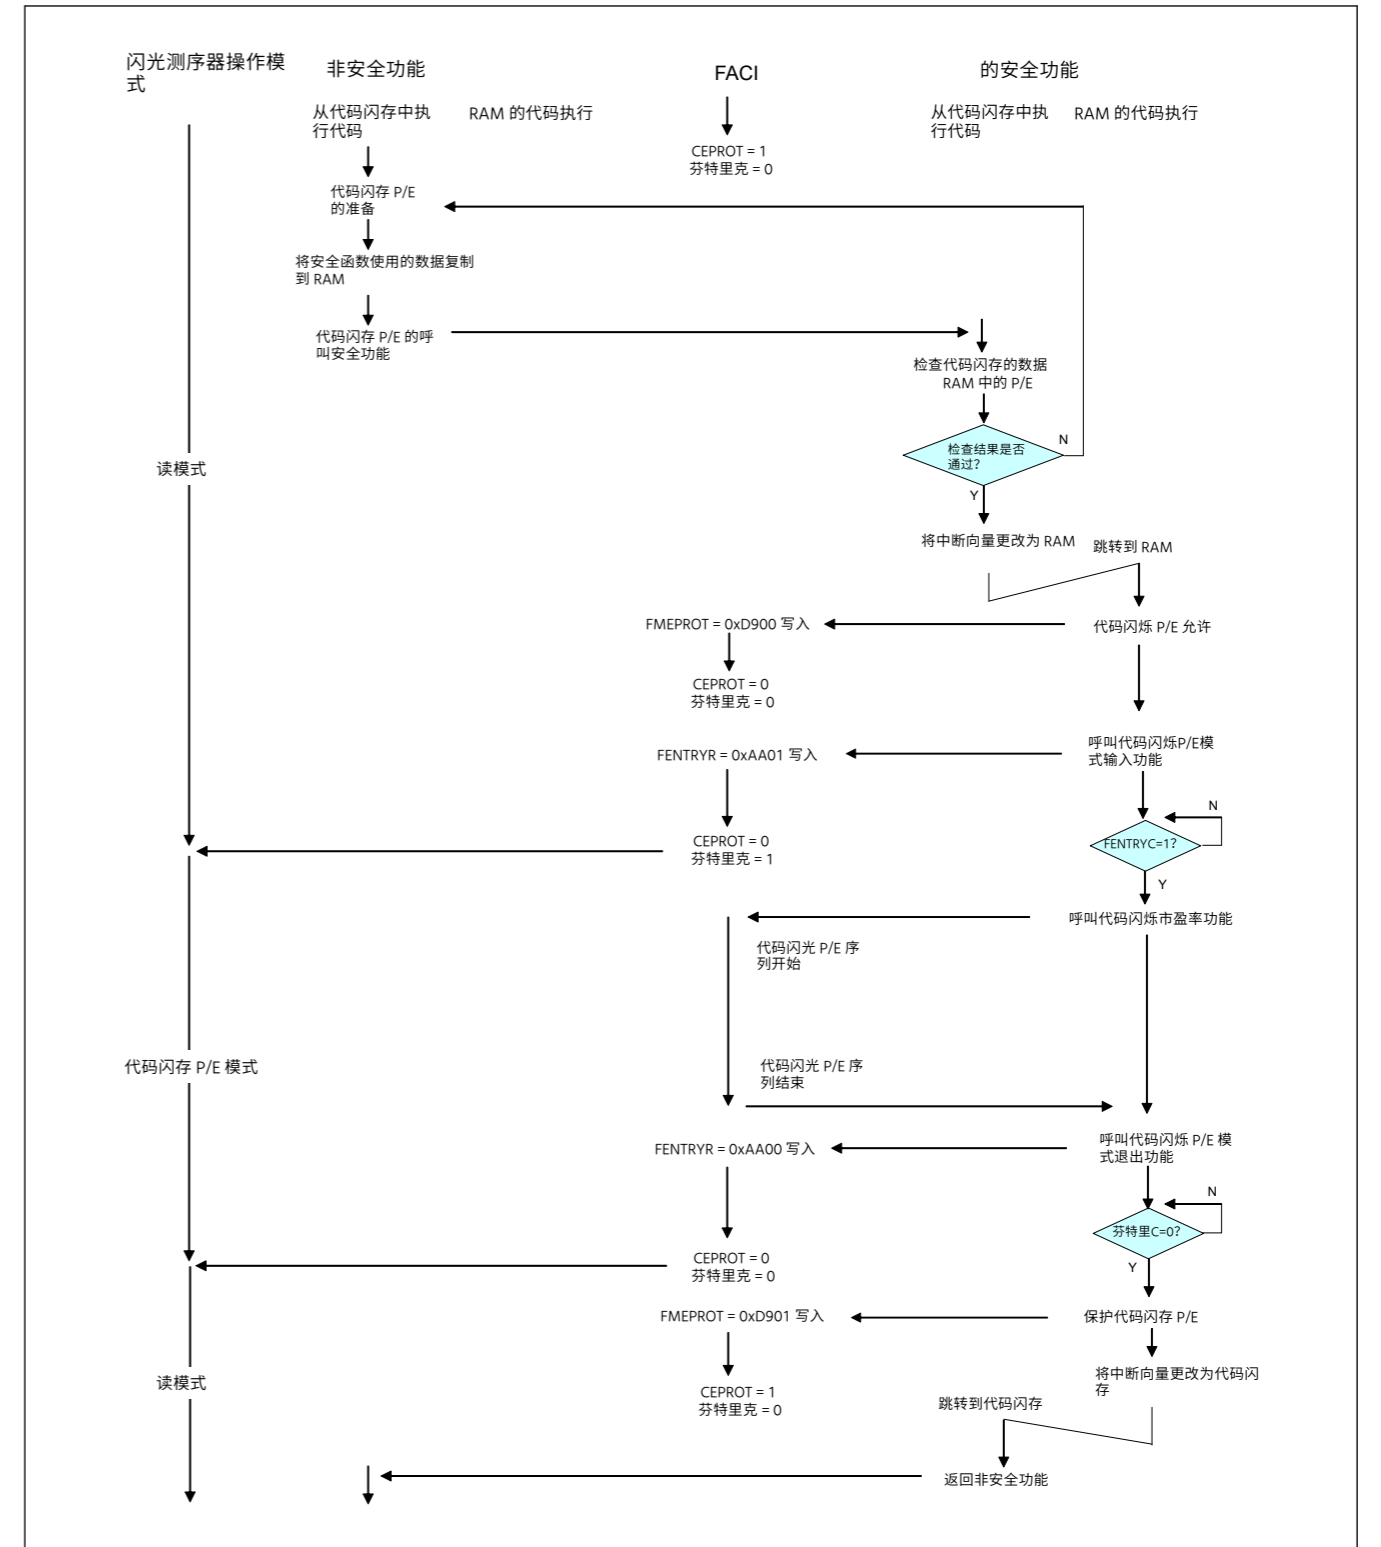 闪光测序器操作模
式
非安全功能
FACI
的安全功能
从代码闪存中执
行代码
RAM 的代码执行
从代码闪存中执
行代码
RAM 的代码执行
CEPROT = 1
芬特里克 = 0
代码闪存 P/E
的准备
将安全函数使用的数据复制
到 RAM
代码闪存 P/E 的呼
叫安全功能
检查代码闪存的数据
RAM 中的 P/E
检查结果是否
通过？
N
Y
读模式
将中断向量更改为 RAM
跳转到 RAM
FMEPROT = 0xD900 写入
代码闪烁 P/E 允许
CEPROT = 0
芬特里克 = 0
FENTRYR = 0xAA01 写入
呼叫代码闪烁P/E模
式输入功能
N
CEPROT = 0
芬特里克 = 1
FENTRYC=1？
Y
呼叫代码闪烁市盈率功能
代码闪光 P/E 序
列开始
代码闪存 P/E 模式
代码闪光 P/E 序
列结束
FENTRYR = 0xAA00 写入
呼叫代码闪烁 P/E 模
式退出功能
N
芬特里C=0？
Y
CEPROT = 0
芬特里克 = 0
FMEPROT = 0xD901 写入
保护代码闪存 P/E
读模式
将中断向量更改为代码闪
存
CEPROT = 1
芬特里克 = 0
跳转到代码闪存
返回非安全功能